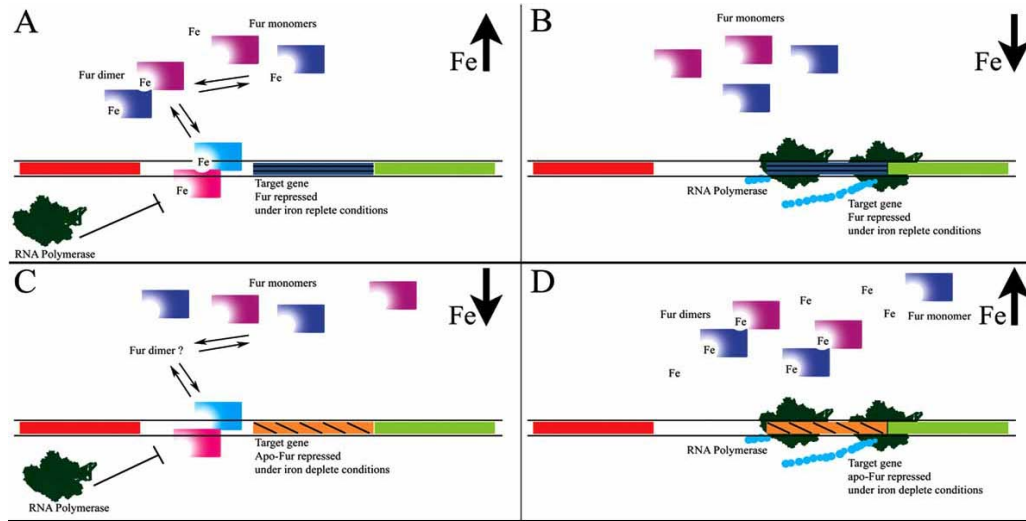 A
Fe
Fur monomers
Fe
Fe
Fur dimer
Fe
Fe
Fe
Fe
Target gene
Fur repressed
under iron replete conditions
RNA Polymerase
B
Fur monomers
Fe
RNA Polymerase
Target gene
Fur repressed
under iron replete conditions
C
Fur monomers
Fe
Fur dimer ?
Target gene
Apo-Fur repressed
under iron deplete conditions
RNA Polymerase
D
Fe
Fe
Fe
Fur dimers
Fur monomer
Fe
Fe
Fe
Fe
Fe
Fe
RNA Polymerase
Target gene
apo-Fur repressed
under iron deplete conditions